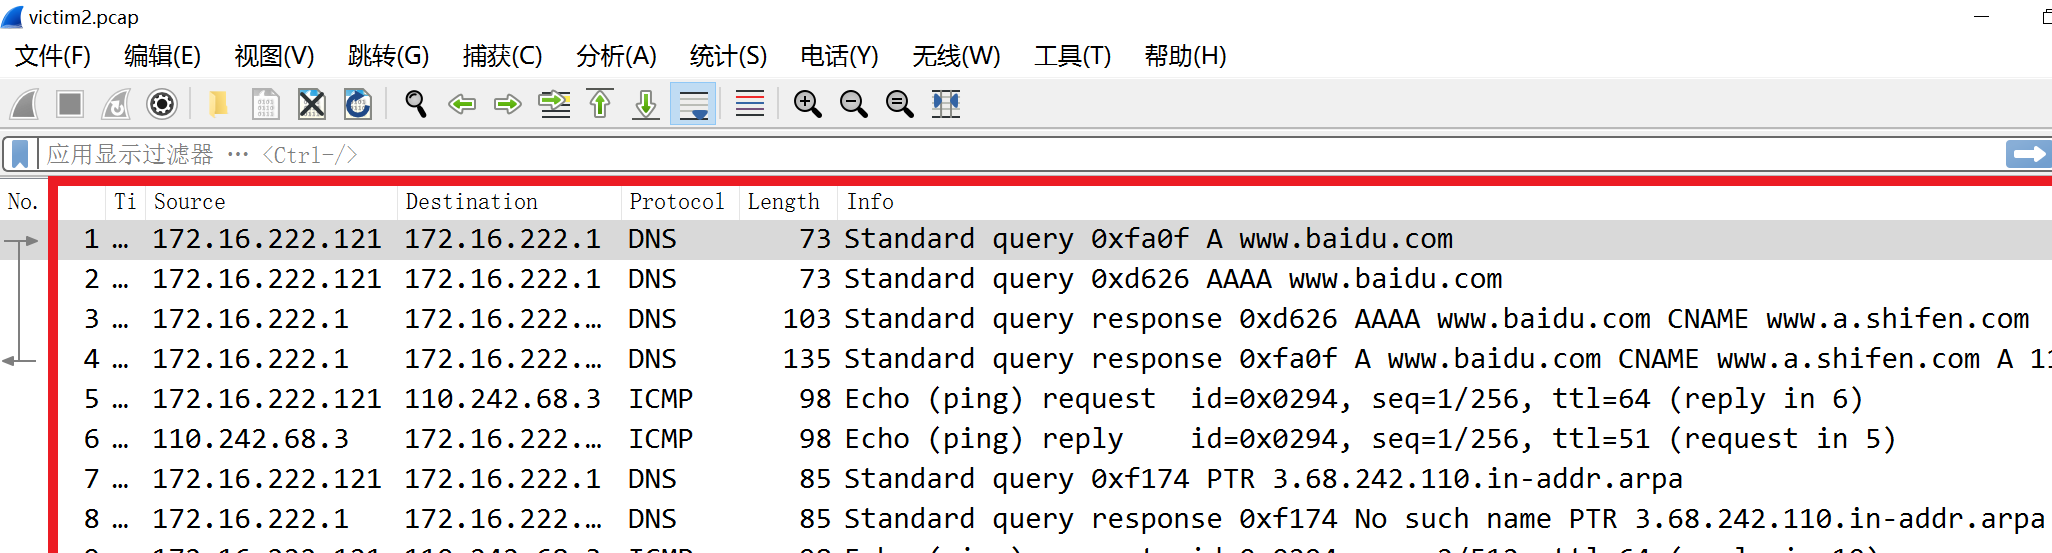 victim2.pcap
文件(F) 编辑(E) 视图(V) 跳转(G) 捕获(C) 分析(A) 统计(S) 电话(Y) 无线(W) 工具(T) 帮助(H)
应用显示过滤器 … <Ctrl-/>
No. Ti Source Destination Protocol Length Info
1 … 172.16.222.121 172.16.222.1 DNS 73 Standard query 0xfa0f A www.baidu.com
2 … 172.16.222.121 172.16.222.1 DNS 73 Standard query 0xd626 AAAA www.baidu.com
3 … 172.16.222.1 172.16.222.… DNS 103 Standard query response 0xd626 AAAA www.baidu.com CNAME www.a.shifen.com
4 … 172.16.222.1 172.16.222.… DNS 135 Standard query response 0xfa0f A www.baidu.com CNAME www.a.shifen.com A 11
5 … 172.16.222.121 110.242.68.3 ICMP 98 Echo (ping) request id=0x0294, seq=1/256, ttl=64 (reply in 6)
6 … 110.242.68.3 172.16.222.… ICMP 98 Echo (ping) reply id=0x0294, seq=1/256, ttl=51 (request in 5)
7 … 172.16.222.121 172.16.222.1 DNS 85 Standard query 0xf174 PTR 3.68.242.110.in-addr.arpa
8 … 172.16.222.1 172.16.222.… DNS 85 Standard query response 0xf174 No such name PTR 3.68.242.110.in-addr.arpa